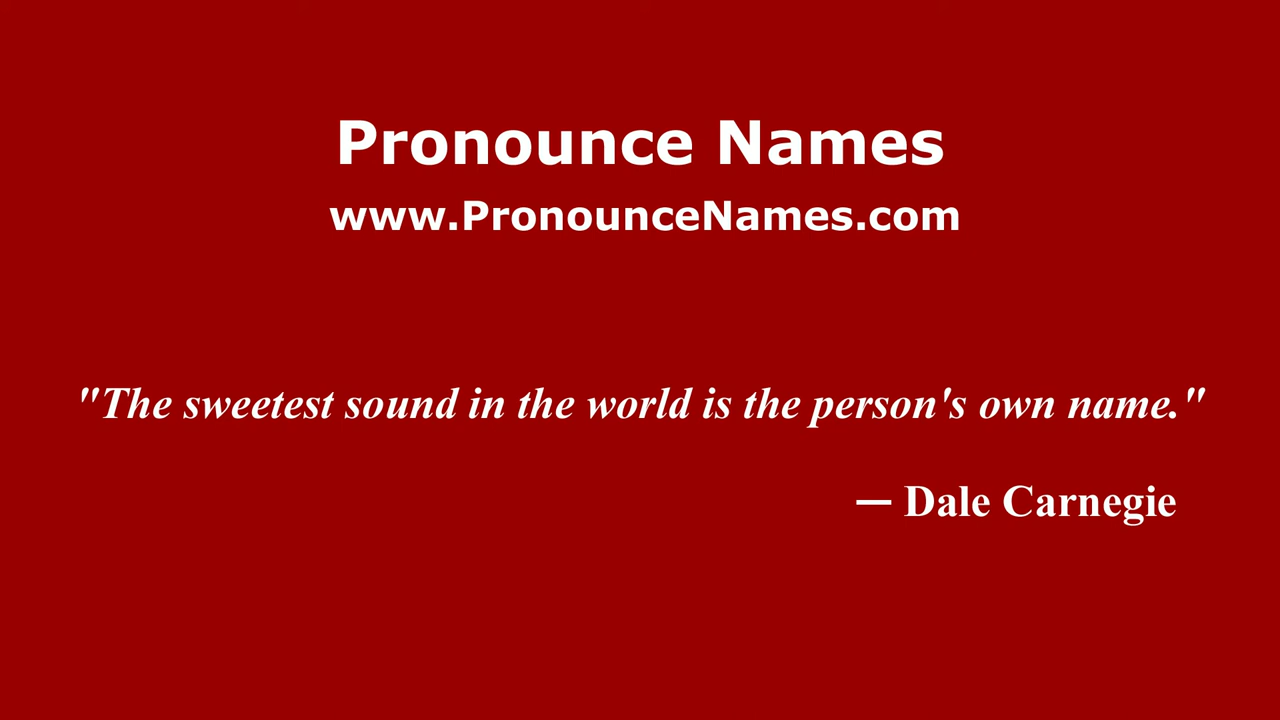 Pronounce Names
www.PronounceNames.com
"The sweetest sound in the world is the person's own name."
— Dale Carnegie